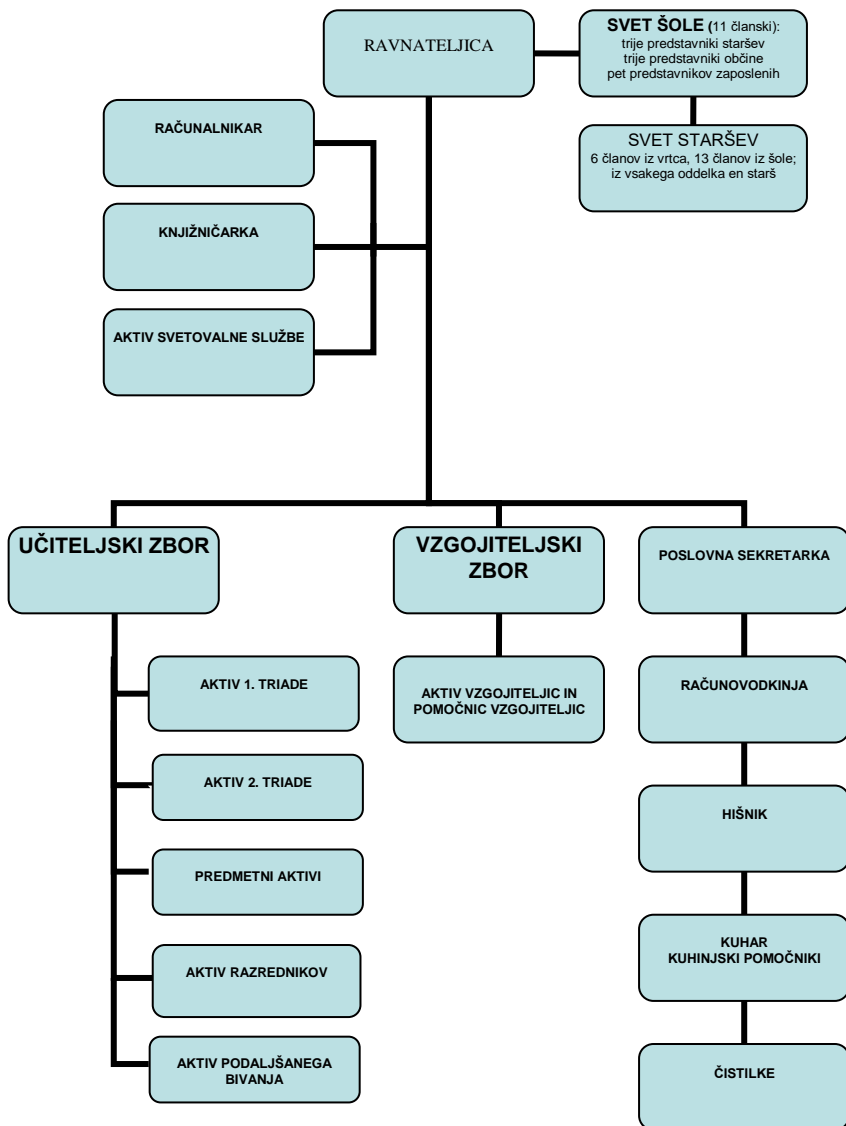 RAVNATELJICA
SVET ŠOLE (11 članski):
trije predstavniki staršev
trije predstavniki občine
pet predstavnikov zaposlenih
SVET STARŠEV
6 članov iz vrtca, 13 članov iz šole;
iz vsakega oddelka en starš
RAČUNALNIKAR
KNJIŽNIČARKA
AKTIV SVETOVALNE SLUŽBE
UČITELJSKI ZBOR
VZGOJITELJSKI
ZBOR
POSLOVNA SEKRETARKA
AKTIV 1. TRIADE
AKTIV 2. TRIADE
PREDMETNI AKTIVI
AKTIV RAZREDNIKOV
AKTIV PODALJŠANEGA
BIVANJA
AKTIV VZGOJITELJIC IN
POMOČNIC VZGOJITELJIC
RAČUNOVODKINJA
HIŠNIK
KUHAR
KUHINJSKI POMOČNIKI
ČISTILKE